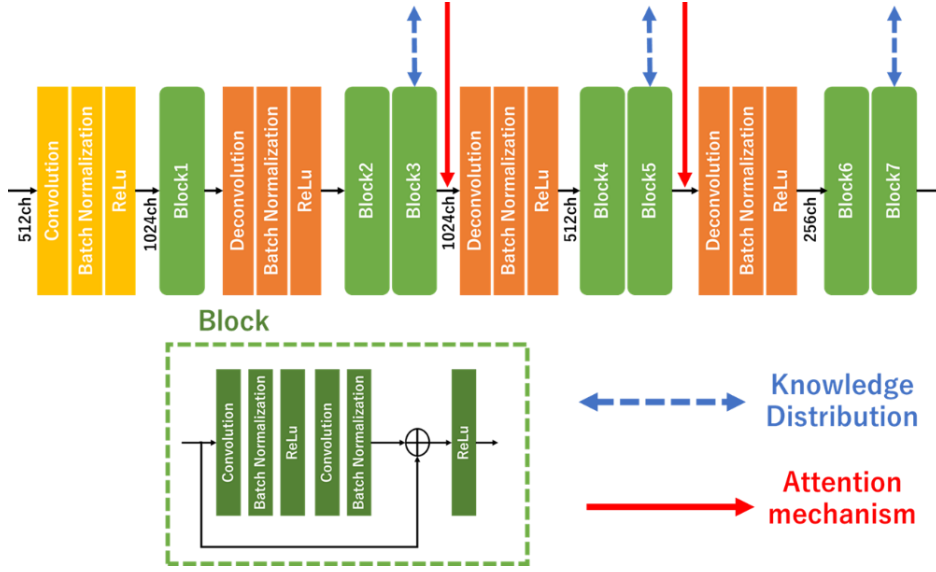 512ch
Convolution
Batch Normalization
ReLu
1024ch
Block1
Deconvolution
Batch Normalization
ReLu
Block2
Block3
1024ch
Deconvolution
Batch Normalization
ReLu
512ch
Block4
Block5
Deconvolution
Batch Normalization
ReLu
256ch
Block6
Block7
Block
Convolution
Batch Normalization
ReLu
Convolution
Batch Normalization
ReLu
Knowledge
Distribution
Attention
mechanism